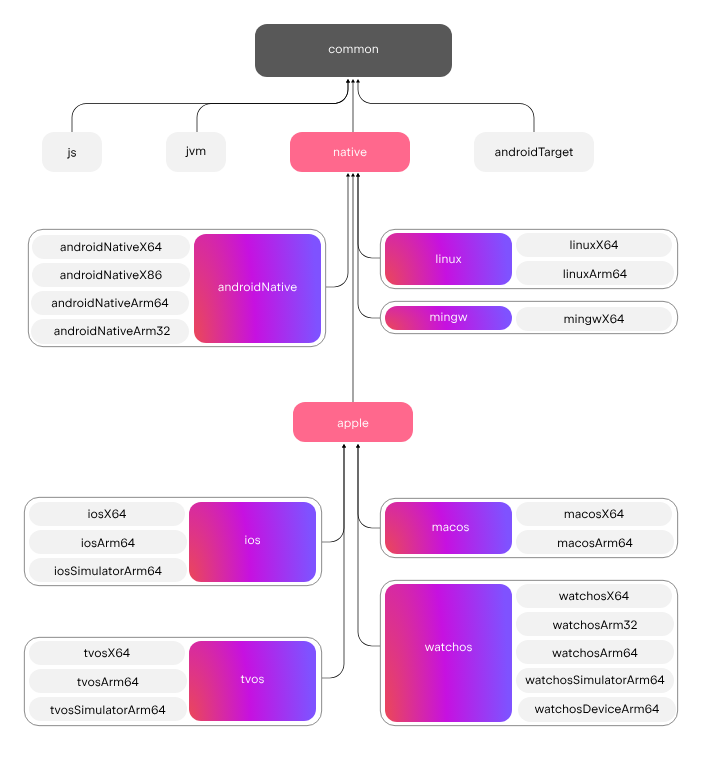 common
js
jvm
native
androidTarget
androidNativeX64
androidNativeX86
androidNativeArm64
androidNativeArm32
androidNative
linux
linuxX64
linuxArm64
mingw
mingwX64
apple
iosX64
iosArm64
iosSimulatorArm64
ios
macos
macosX64
macosArm64
tvosX64
tvosArm64
tvosSimulatorArm64
tvos
watchos
watchosX64
watchosArm32
watchosArm64
watchosSimulatorArm64
watchosDeviceArm64